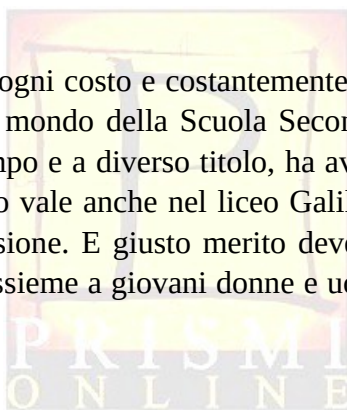 ogni costo e costantemente
mondo della Scuola Secon
po e a diverso titolo, ha av
o vale anche nel liceo Galil
sione. E giusto merito deve
ssieme a giovani donne e uo
PRISMI
ONLINE